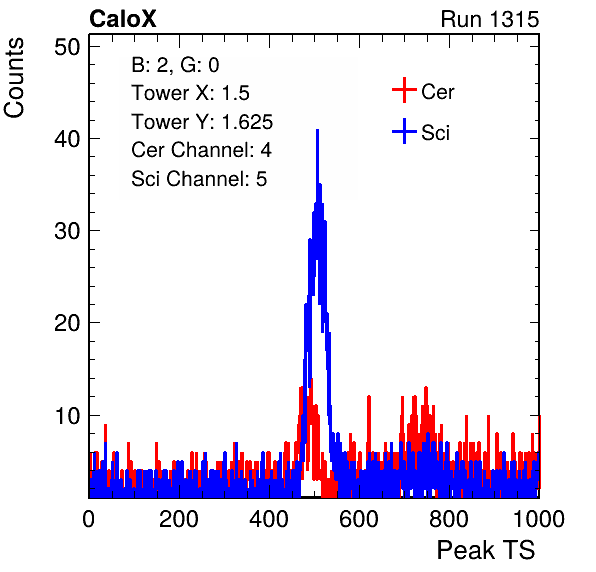 CaloX Run 1315
Counts
50
40
30
20
10
B: 2, G: 0
Tower X: 1.5
Tower Y: 1.625
Cer Channel: 4
Sci Channel: 5
Cer
Sci
0 200 400 600 800 1000
Peak TS